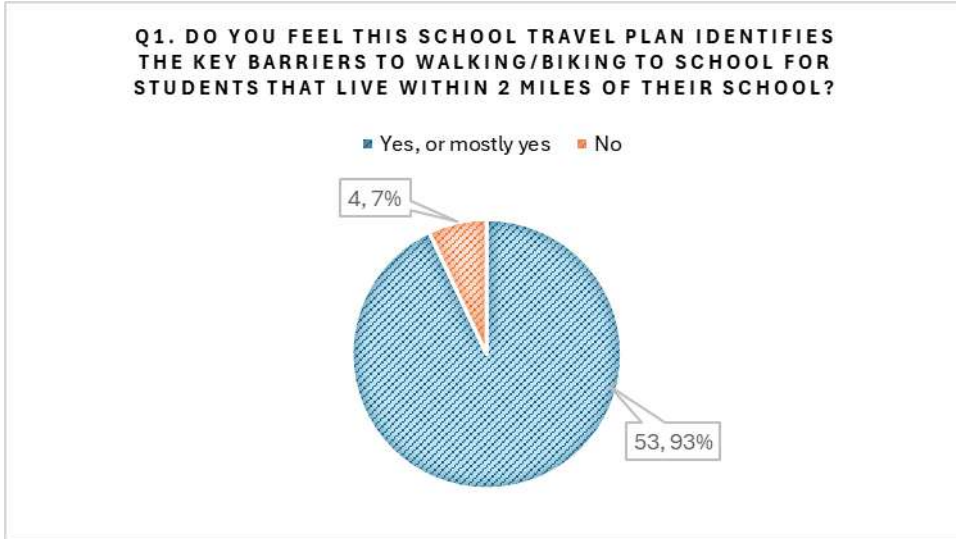 Q1. DO YOU FEEL THIS SCHOOL TRAVEL PLAN IDENTIFIES
THE KEY BARRIERS TO WALKING/BIKING TO SCHOOL FOR
STUDENTS THAT LIVE WITHIN 2 MILES OF THEIR SCHOOL?
Yes, or mostly yes No
4, 7%
53, 93%